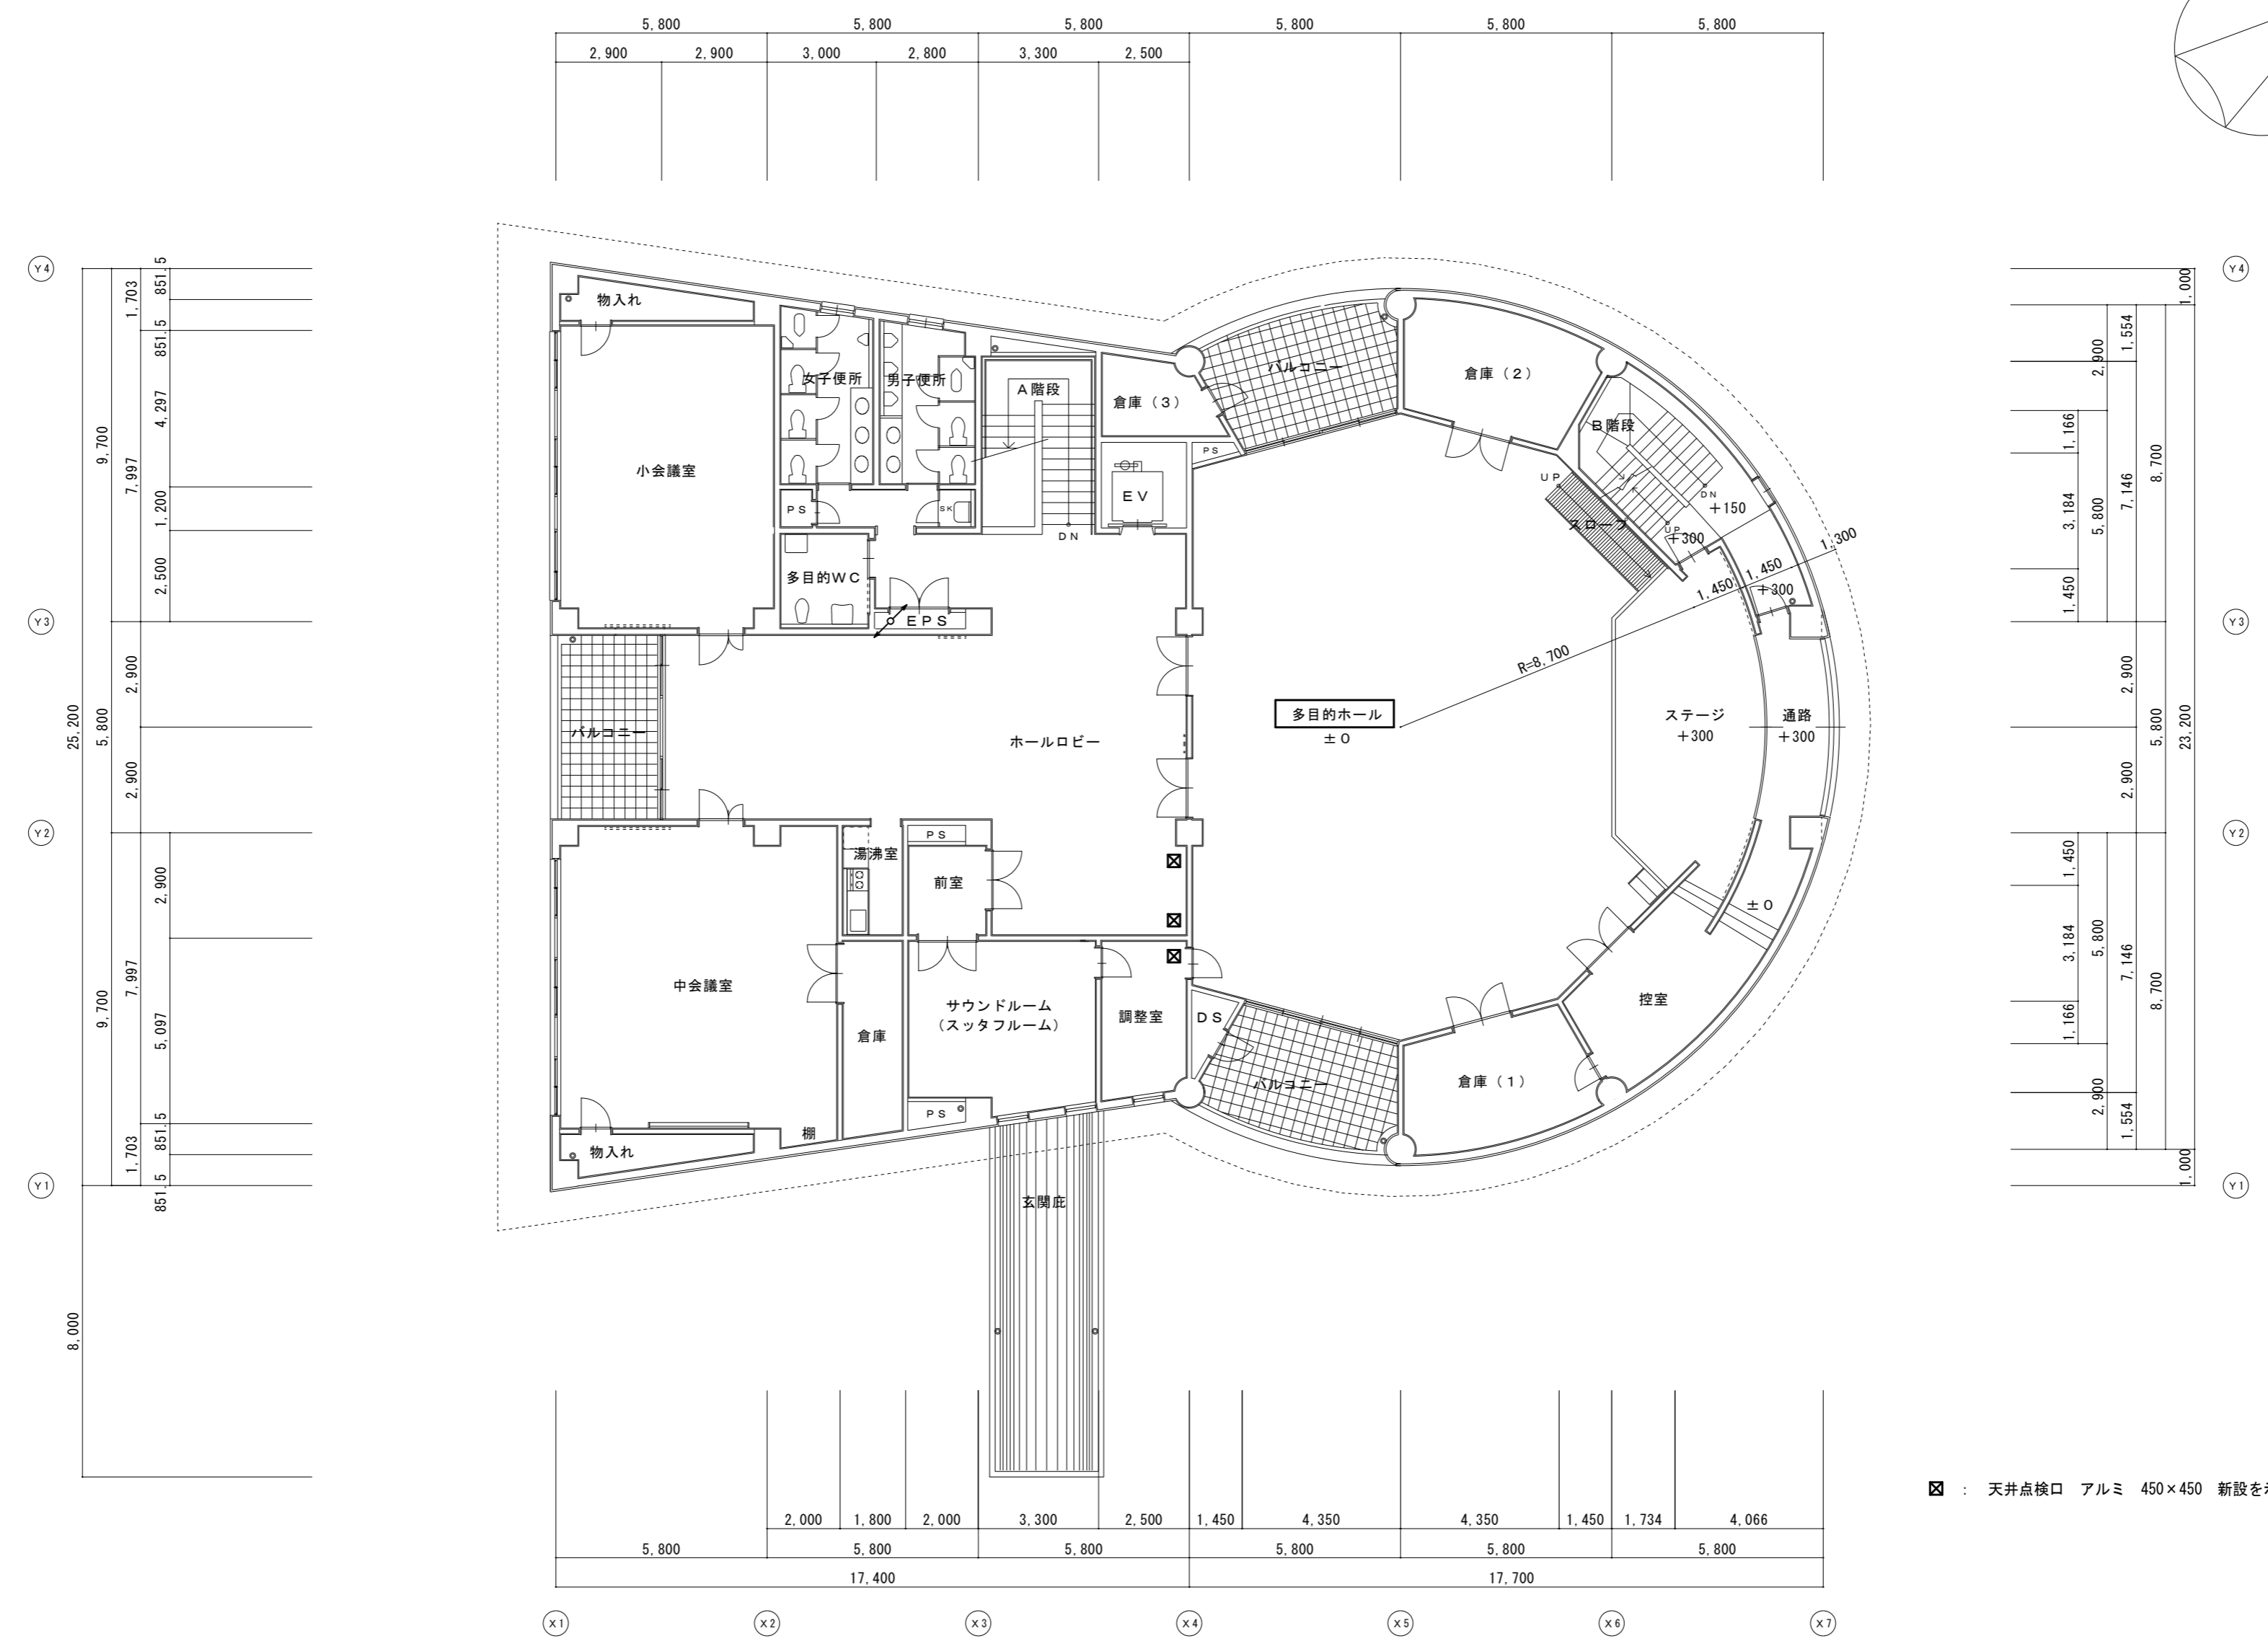 5,800 5,800 5,800 5,800 5,800 5,800
2,900 2,900 3,000 2,800 3,300 2,500
Y4
Y3
Y2
Y1
25,200
8,000
9,700
5,800
9,700
1,703
7,997
2,900
2,900
7,997
1,703
851.5
851.5
4,297
1,200
2,500
2,900
5,097
851.5
851.5
物入れ
小会議室
女子便所
男子便所
A階段
DN
倉庫(3)
バルコニー
倉庫(2)
B階段
PS
EV
PS
SK
UP
スロープ
DN
+150
UP
+300
+300
1,450
1,450
1,300
R=8,700
多目的WC
EPS
バルコニー
ホールロビー
多目的ホール
±0
ステージ
+300
通路
+300
湯沸室
PS
前室
中会議室
倉庫
サウンドルーム
(スッタフルーム)
調整室
DS
±0
控室
バルコニー
倉庫(1)
PS
棚
物入れ
玄関庇
Y4
Y3
Y2
Y1
1,000
23,200
1,000
8,700
5,800
8,700
1,554
7,146
2,900
2,900
7,146
1,554
2,900
5,800
5,800
2,900
1,166
3,184
1,450
1,450
3,184
1,166
: 天井点検口 アルミ 450×450 新設を
2,000 1,800 2,000 3,300 2,500 1,450 4,350 4,350 1,450 1,734 4,066
5,800 5,800 5,800 5,800 5,800 5,800
17,400 17,700
X1 X2 X3 X4 X5 X6 X7